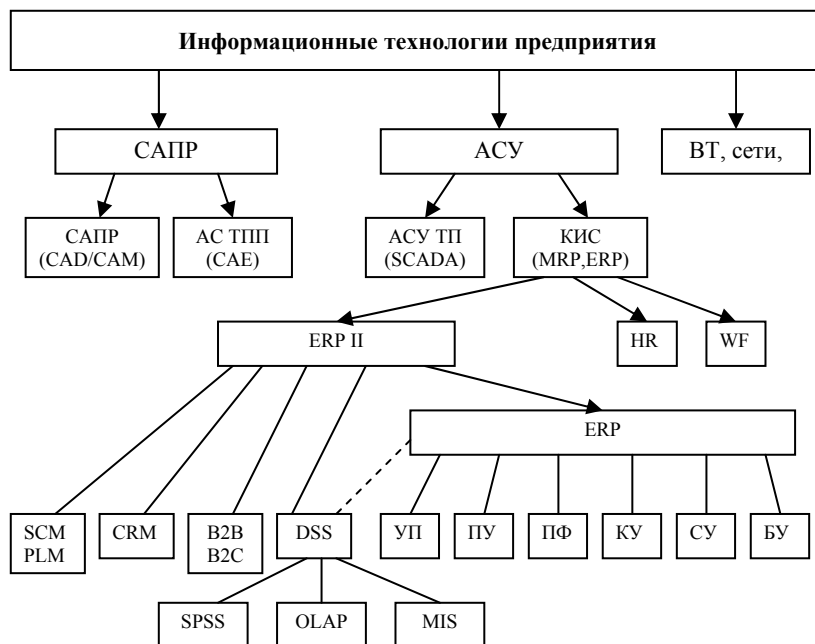 Информационные технологии предприятия
САПР
АСУ
ВТ, сети,
САПР
(CAD/CAM)
АС ТПП
(CAE)
АСУ ТП
(SCADA)
КИС
(MRP,ERP)
ERP II
HR
WF
ERP
SCM
PLM
CRM
B2B
B2C
DSS
УП
ПУ
ПФ
КУ
СУ
БУ
SPSS
OLAP
MIS